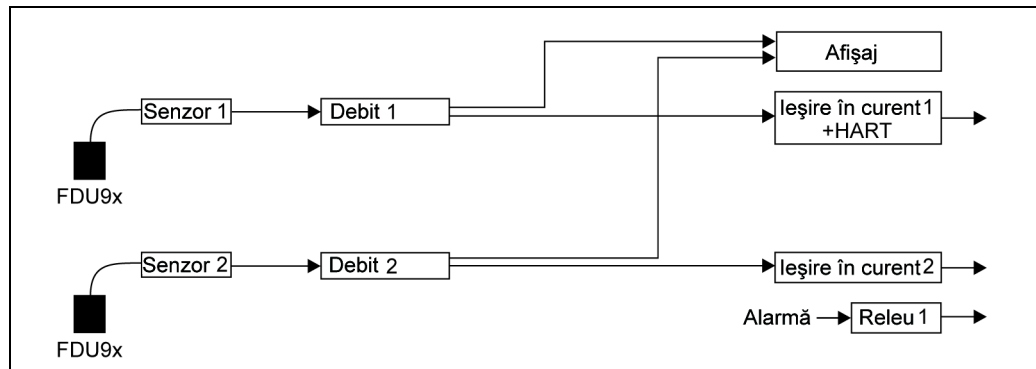 Afişaj
Senzor 1
Debit 1
Ieşire în curent 1
+HART
FDU9x
Senzor 2
Debit 2
Ieşire în curent 2
Alarmă
Releu 1
FDU9x